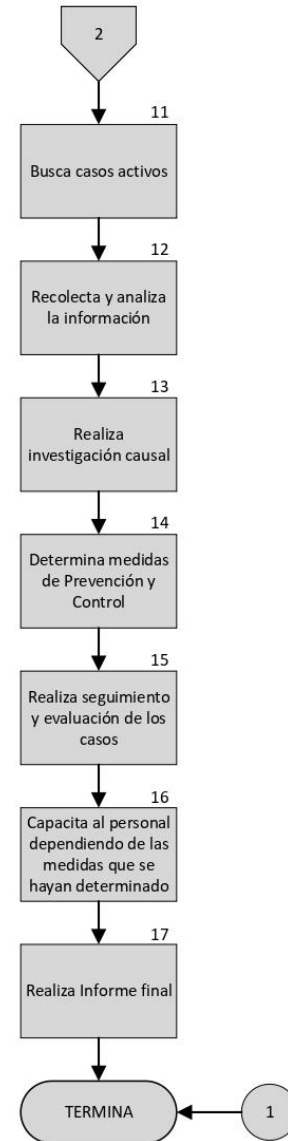 2
11
Busca casos activos
12
Recolecta y analiza
la información
13
Realiza
investigación causal
14
Determina medidas
de Prevención y
Control
15
Realiza seguimiento
y evaluación de los
casos
16
Capacita al personal
dependiendo de las
medidas que se
hayan determinado
17
Realiza Informe final
TERMINA
1